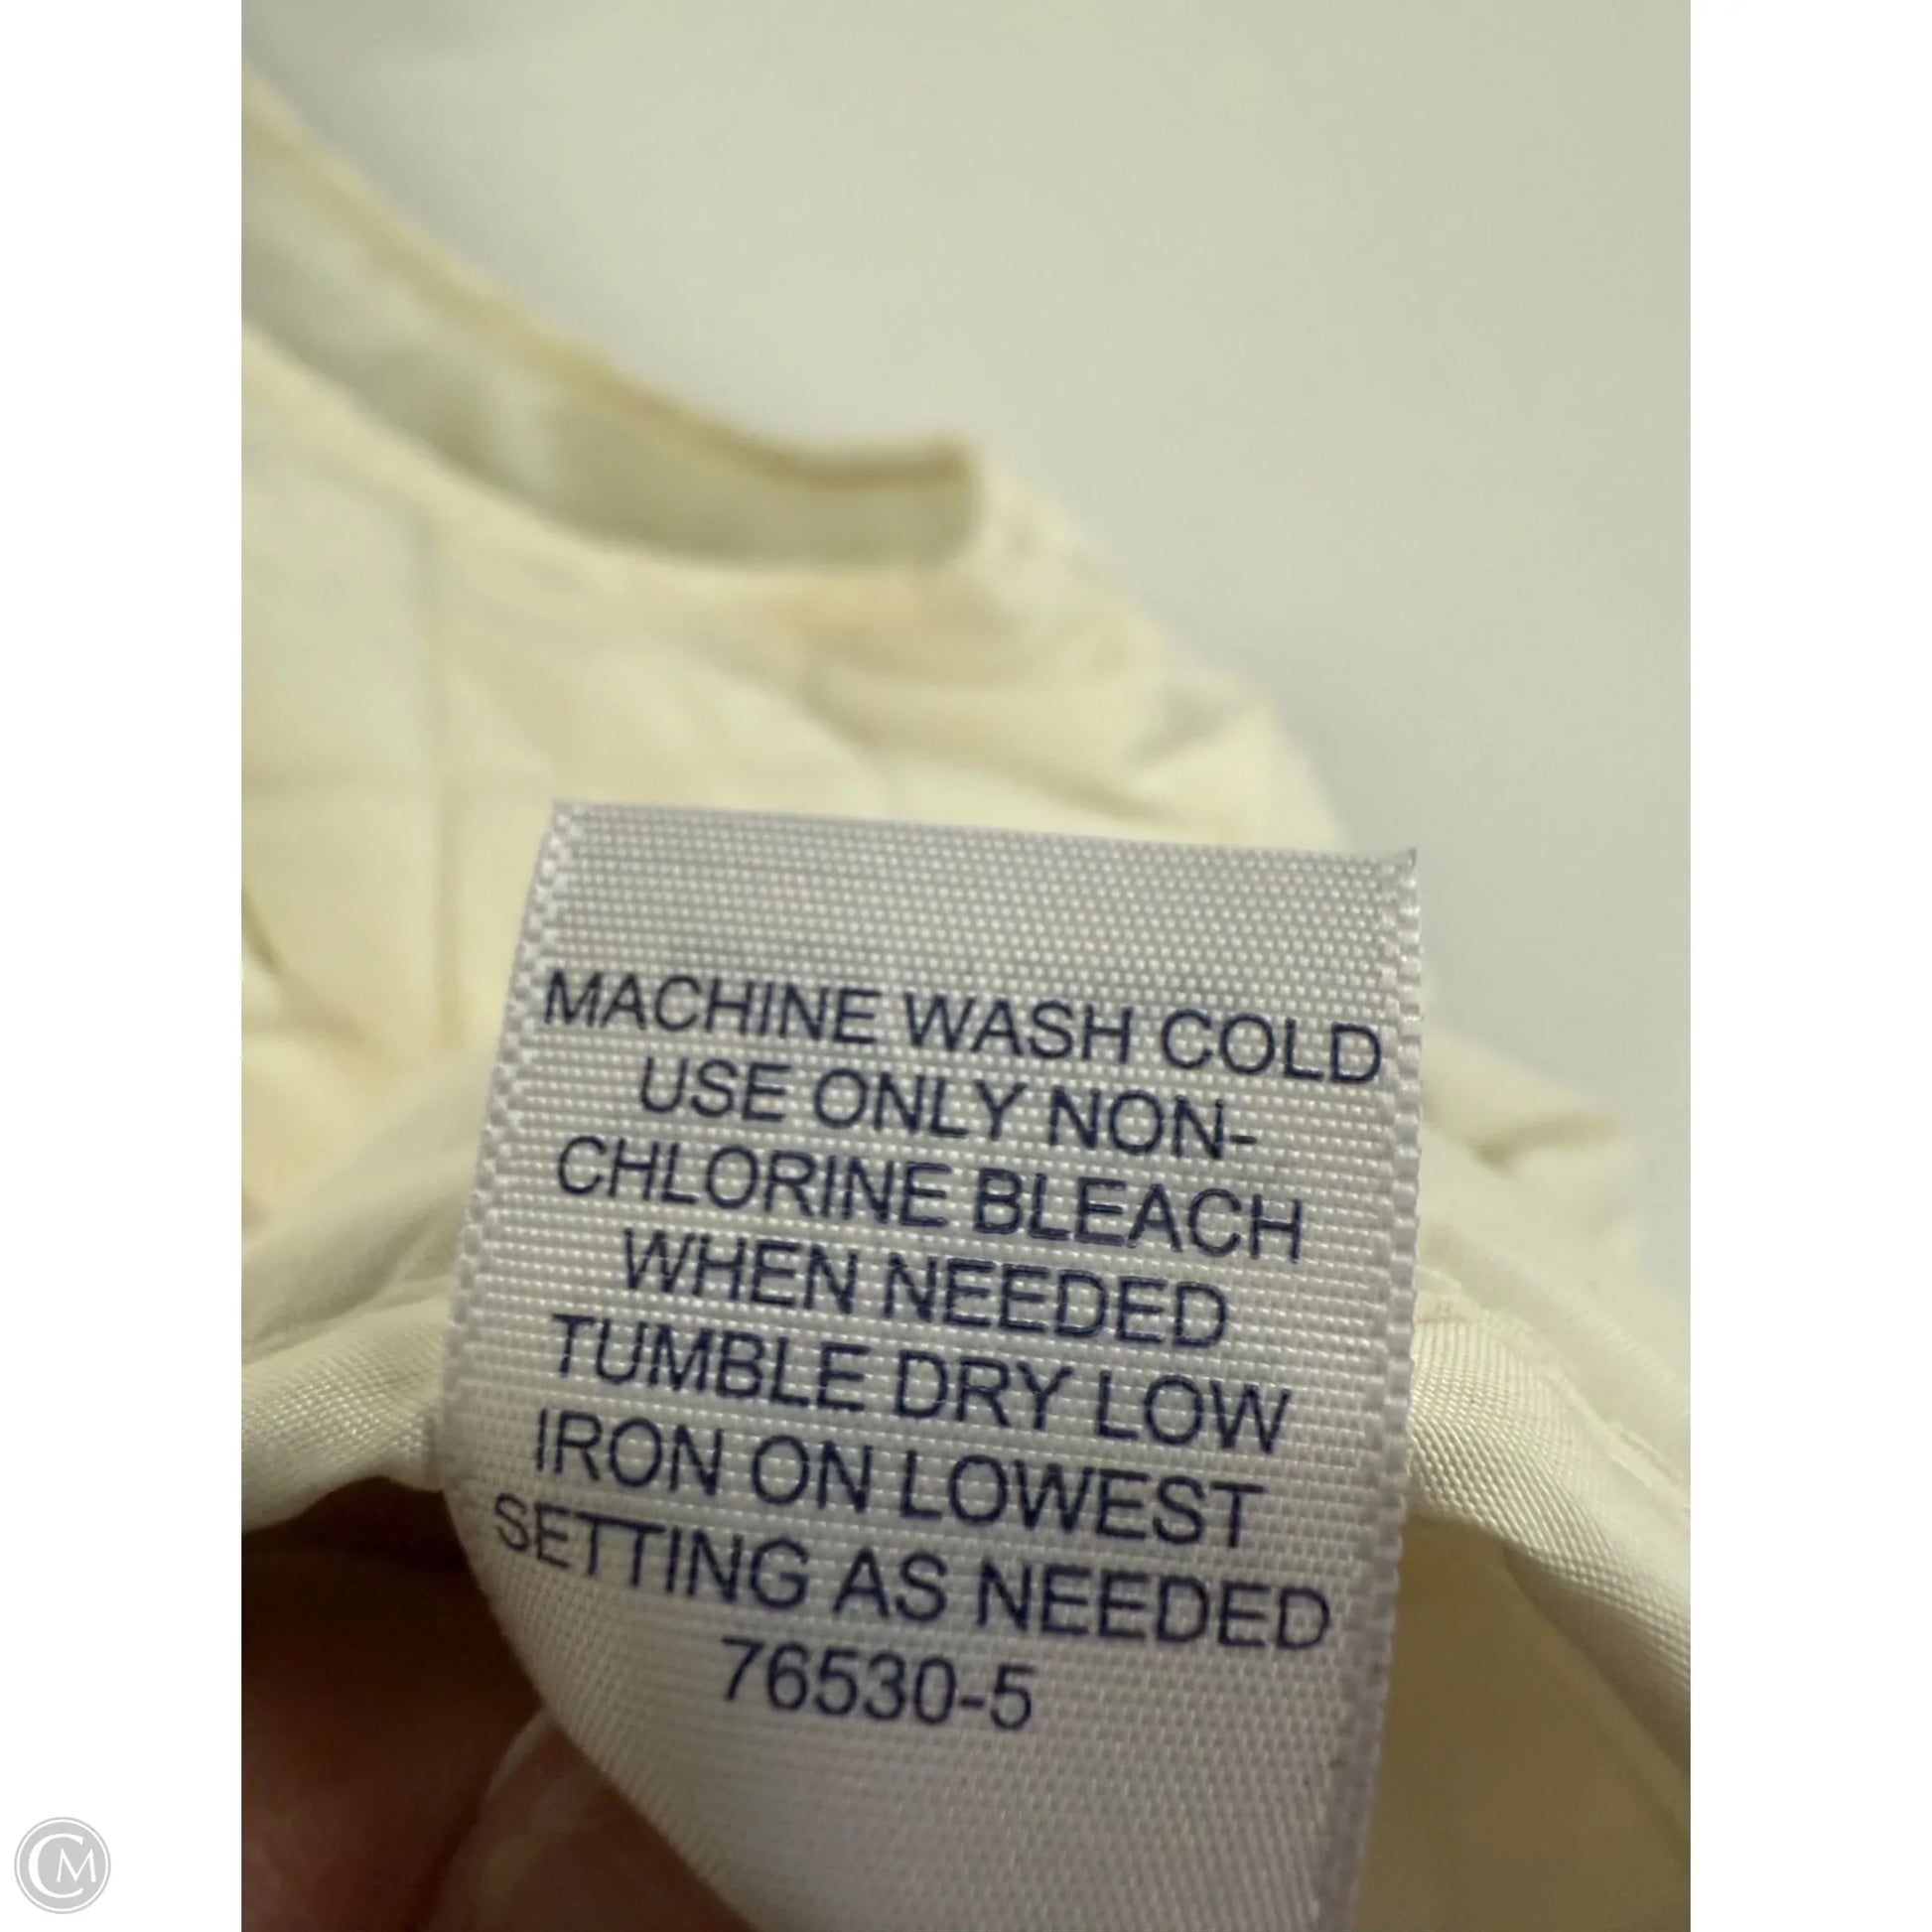 MACHINE WASH COLD
USE ONLY NON-
CHLORINE BLEACH
WHEN NEEDED
TUMBLE DRY LOW
IRON ON LOWEST
SETTING AS NEEDED
76530-5
CM